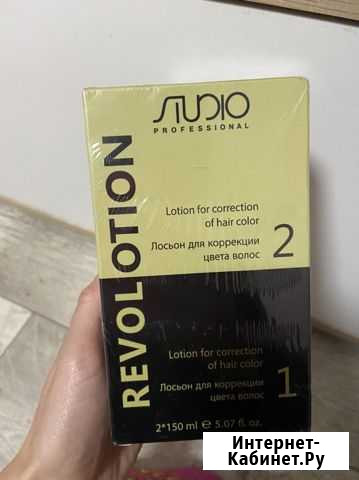 STUDIO
PROFESSIONAL
REVOLOTION
Lotion for correction
of hair color
Лосьон для коррекции
цвета волос
2
Lotion for correction
of hair color
Лосьон для коррекции
цвета волос
1
2*150 ml ℮ 5.07 fl. oz.
Интернет-
Кабинет.Ру